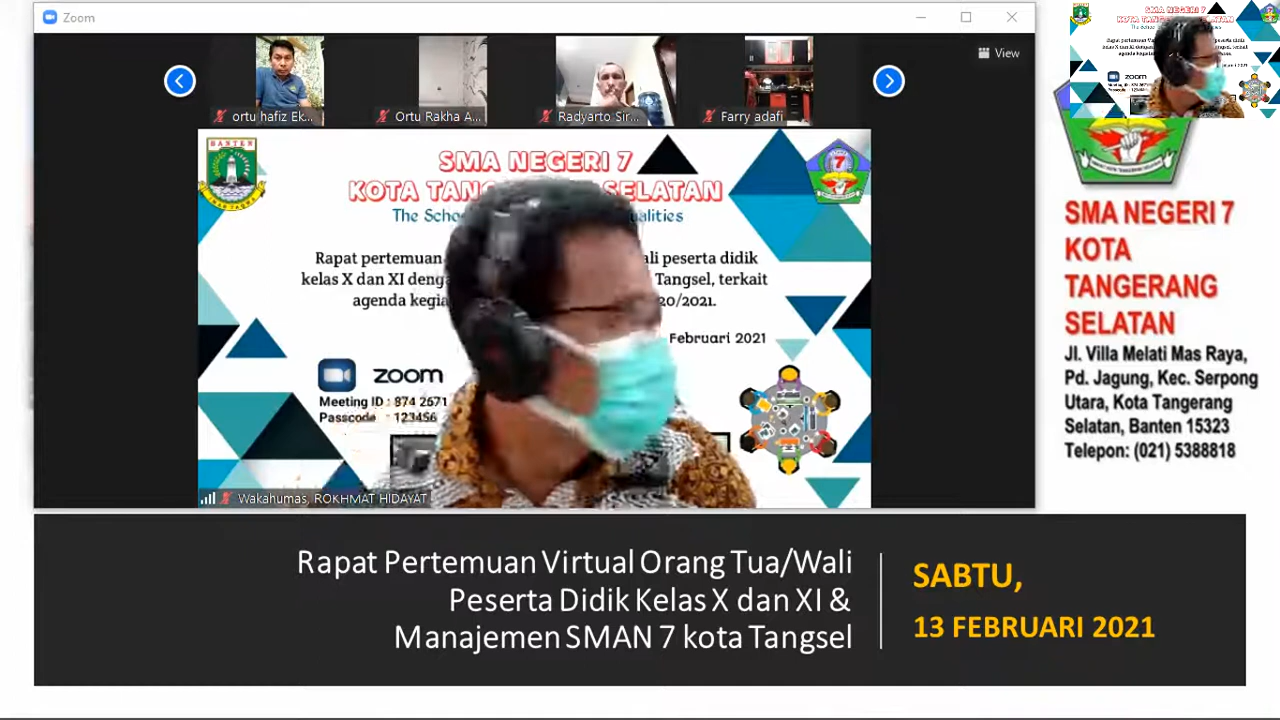 Zoom
View
ortu hafiz Ek...
Ortu Rakha A...
Radyarto Sir...
Farry adafi
BANTEN
SMA NEGERI 7
KOTA TANG SELATAN
The Schoo ualities
Rapat pertemuan ali peserta didik
kelas X dan XI deng Tangsel, terkait
agenda kegia 20/2021.
Februari 2021
zoom
Meeting ID : 874 2671
Passcode : 123456
Wakahumas, ROKHMAT HIDAYAT
SMA NEGERI 7
KOTA
TANGERANG
SELATAN
Jl. Villa Melati Mas Raya,
Pd. Jagung, Kec. Serpong
Utara, Kota Tangerang
Selatan, Banten 15323
Telepon: (021) 5388818
Rapat Pertemuan Virtual Orang Tua/Wali
Peserta Didik Kelas X dan XI &
Manajemen SMAN 7 kota Tangsel
SABTU,
13 FEBRUARI 2021